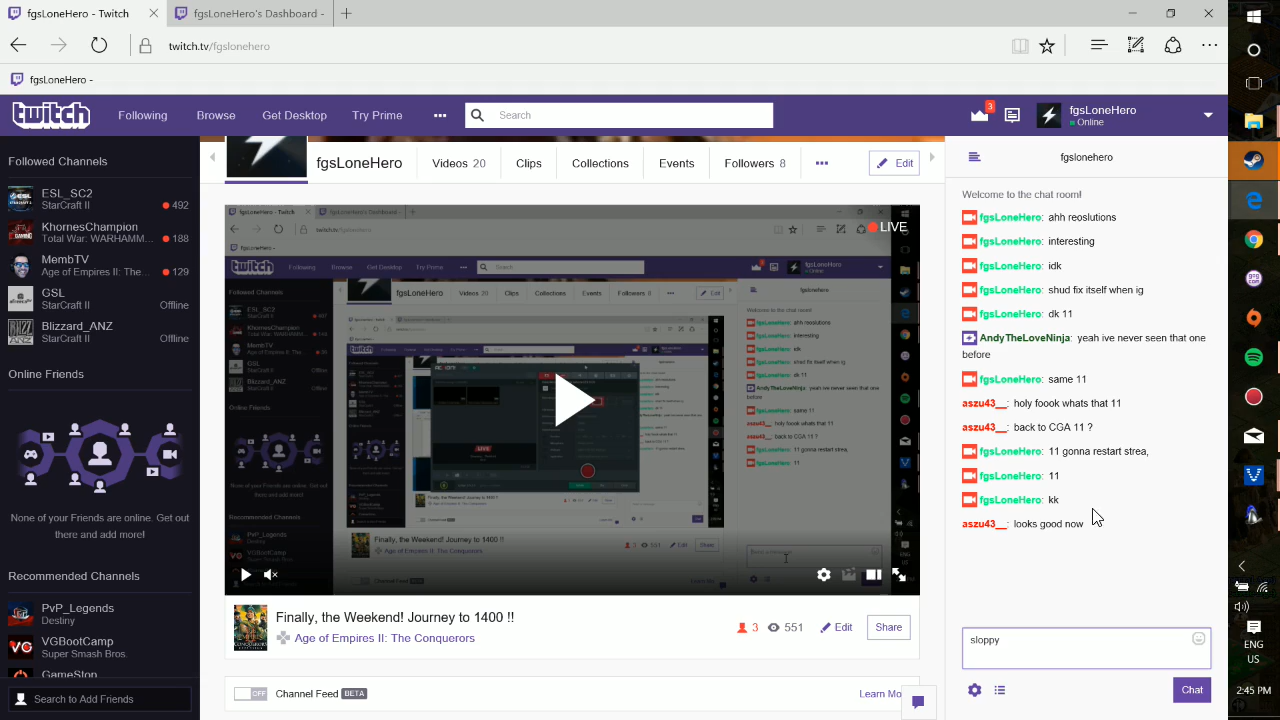 fgsLoneHero - Twitch
fgsLoneHero's Dashboard -
twitch.tv/fgslonehero
fgsLoneHero -
twitch
Following
Browse
Get Desktop
Try Prime
Search
3
fgsLoneHero
Online
Followed Channels
ESL_SC2
StarCraft II
492
KhornesChampion
Total War: WARHAMM...
188
MembTV
Age of Empires II: The...
129
GSL
StarCraft II
Offline
Blizzard_ANZ
StarCraft II
Offline
Online Friends
None of your Friends are online. Get out
there and add more!
Recommended Channels
PvP_Legends
Destiny
VGBootCamp
Super Smash Bros.
GameStop
Search to Add Friends
fgsLoneHero
Videos 20
Clips
Collections
Events
Followers 8
Edit
LIVE
Finally, the Weekend! Journey to 1400 !!
Age of Empires II: The Conquerors
3
551
Edit
Share
OFF
Channel Feed BETA
Learn Mo
fgslonehero
Welcome to the chat room!
fgsLoneHero: ahh reoslutions
fgsLoneHero: interesting
fgsLoneHero: idk
fgsLoneHero: shud fix itself when ig
fgsLoneHero: dk 11
AndyTheLoveNinja: yeah ive never seen that one
before
fgsLoneHero: same 11
aszu43__: holy foook whats that 11
aszu43__: back to CGA 11 ?
fgsLoneHero: 11 gonna restart strea,
fgsLoneHero: 11
fgsLoneHero: kk
aszu43__: looks good now
sloppy
Chat
ENG
US
2:45 PM